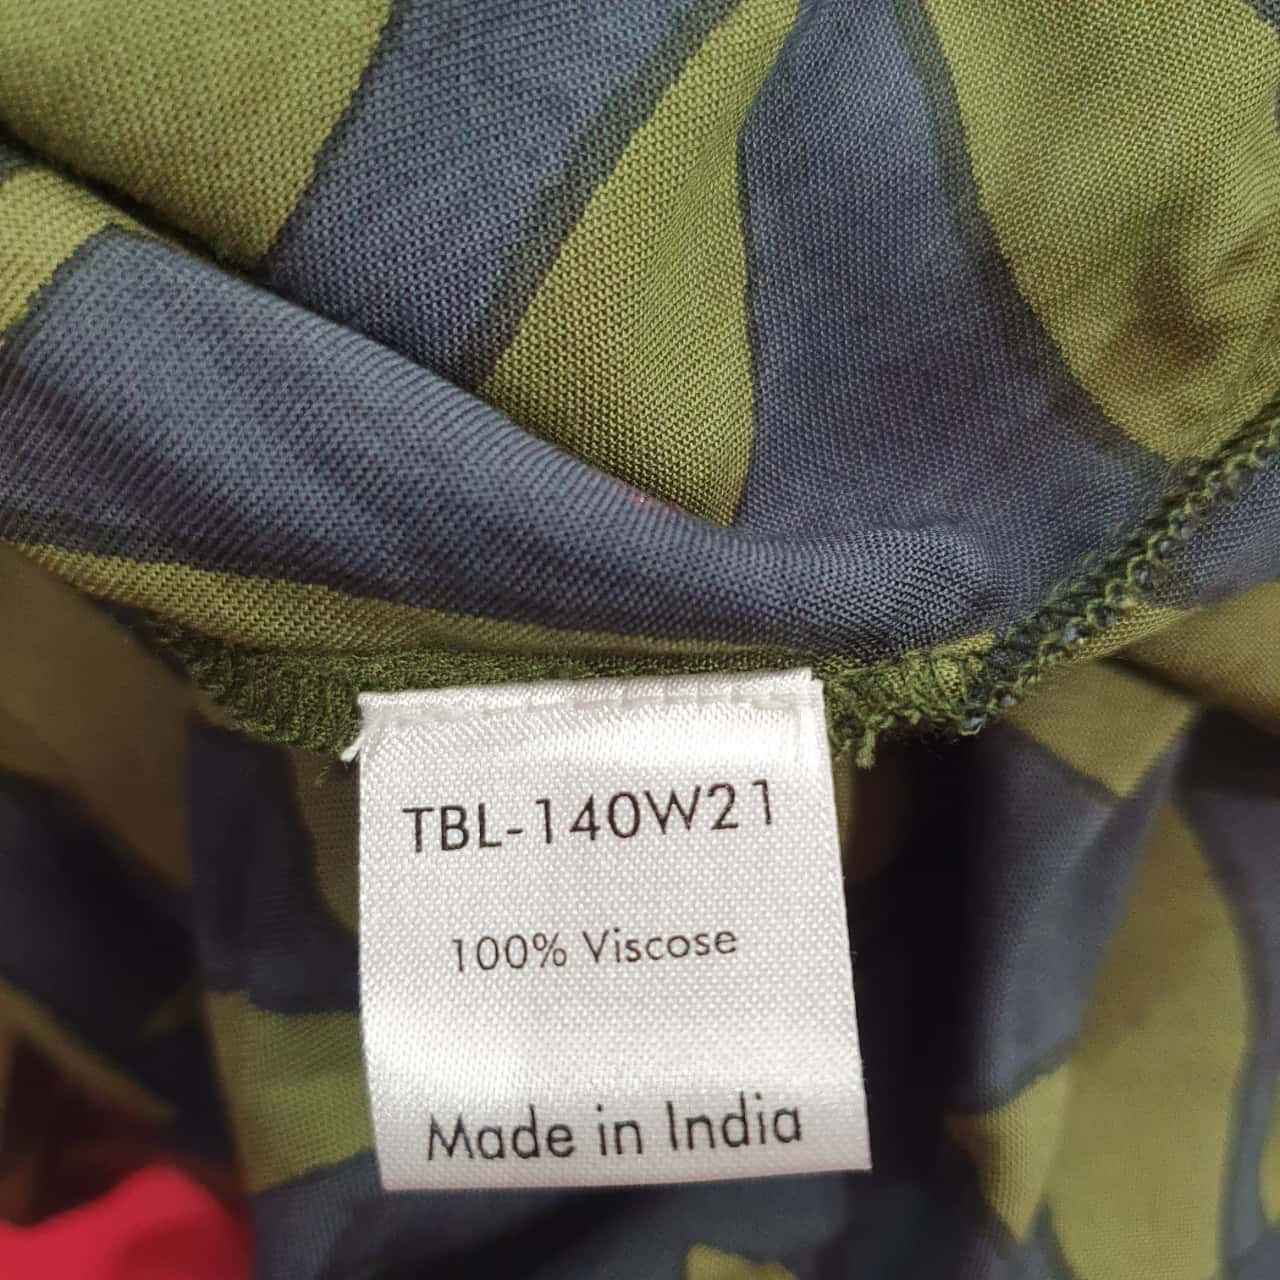 TBL-140W21
100% Viscose
Made in India